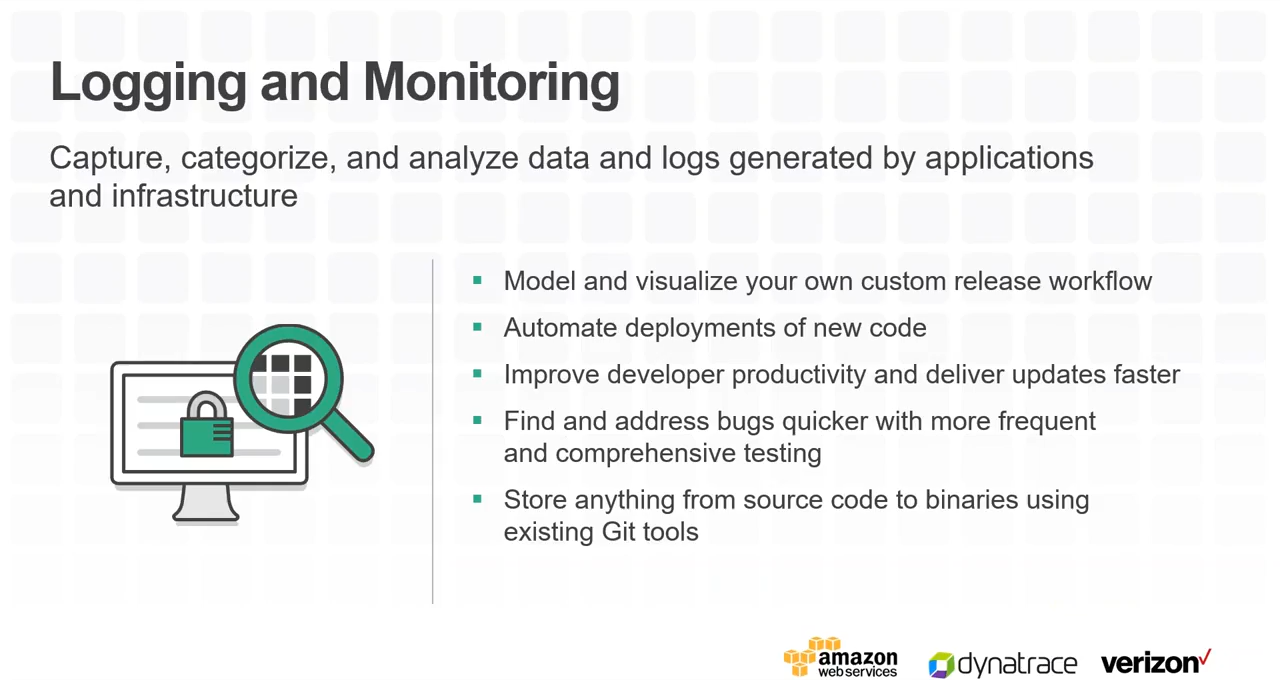 Logging and Monitoring
Capture, categorize, and analyze data and logs generated by applications
and infrastructure
Model and visualize your own custom release workflow
Automate deployments of new code
Improve developer productivity and deliver updates faster
Find and address bugs quicker with more frequent
and comprehensive testing
Store anything from source code to binaries using
existing Git tools
amazon
web services
dynatrace
verizon